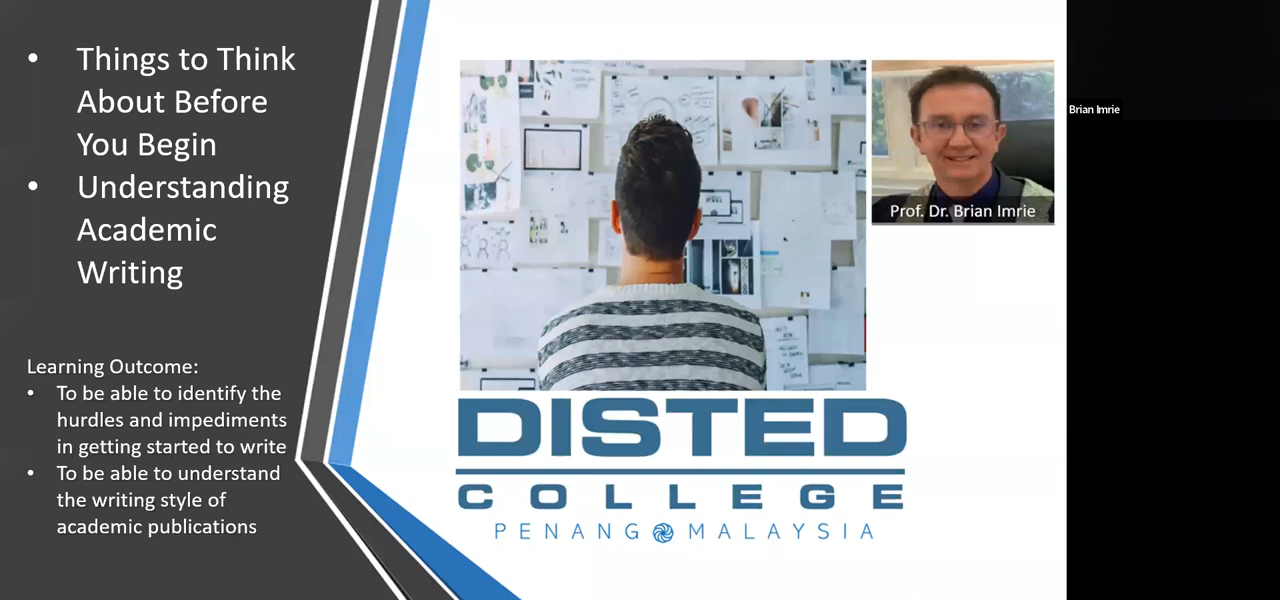 • Things to Think
About Before
You Begin
• Understanding
Academic
Writing
Learning Outcome:
• To be able to identify the
hurdles and impediments
in getting started to write
• To be able to understand
the writing style of
academic publications
Prof. Dr. Brian Imrie
Brian Imrie
DISTED
COLLEGE
PENANG MALAYSIA